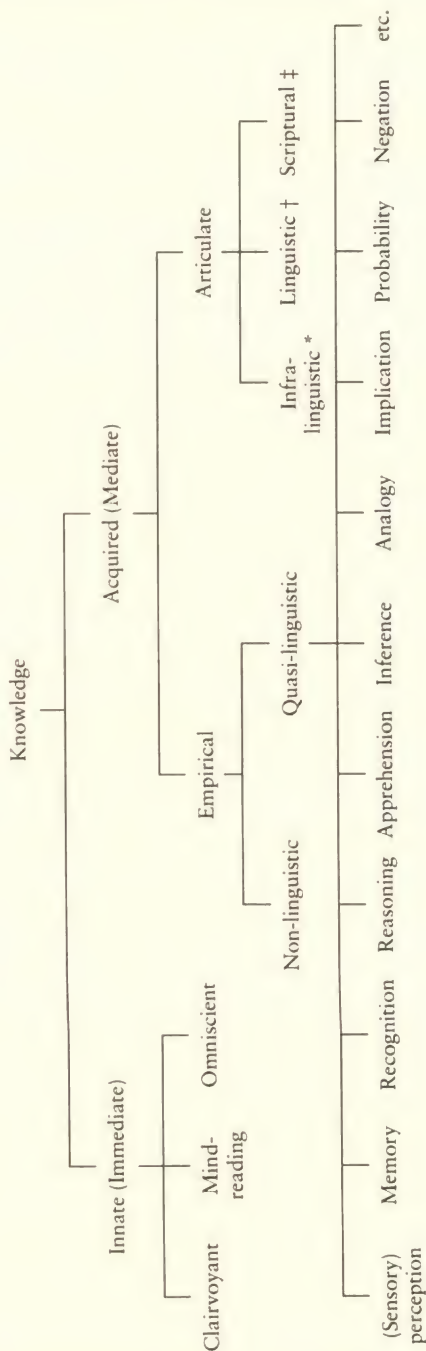 Knowledge
Innate (Immediate) Acquired (Mediate)
Clairvoyant Mind-
reading Omniscient Empirical Articulate
Non-linguistic Quasi-linguistic Infra-
linguistic * Linguistic † Scriptural ‡
(Sensory)
perception Memory Recognition Reasoning Apprehension Inference Analogy Implication Probability Negation etc.